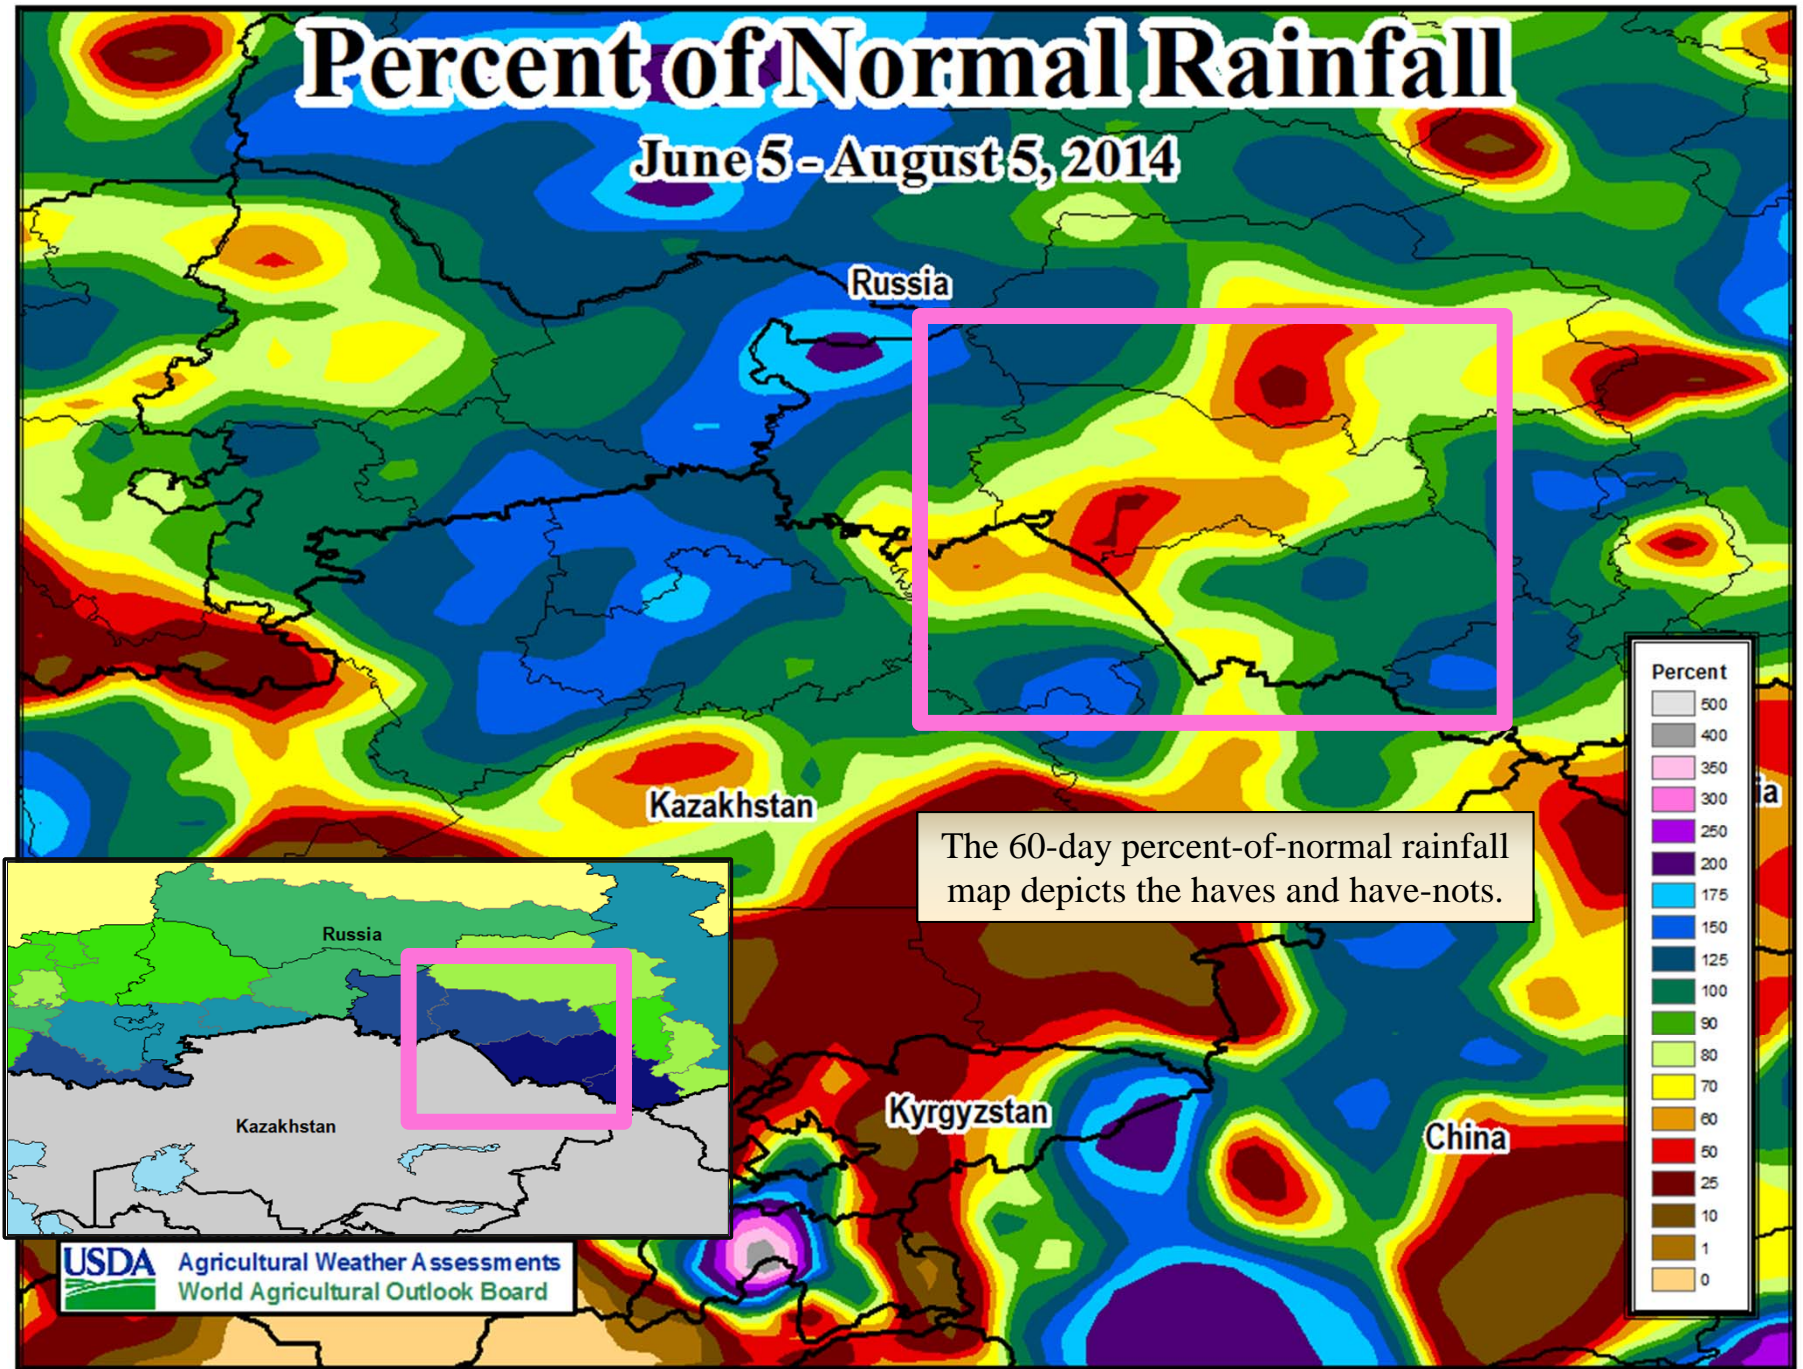 Percent of Normal Rainfall
June 5 - August 5, 2014
Russia
Kazakhstan
ia
The 60-day percent-of-normal rainfall
map depicts the haves and have-nots.
Kyrgyzstan
China
Percent
500
400
350
300
250
200
175
150
125
100
90
80
70
60
50
25
10
1
0
Russia
Kazakhstan
USDA
Agricultural Weather Assessments
World Agricultural Outlook Board